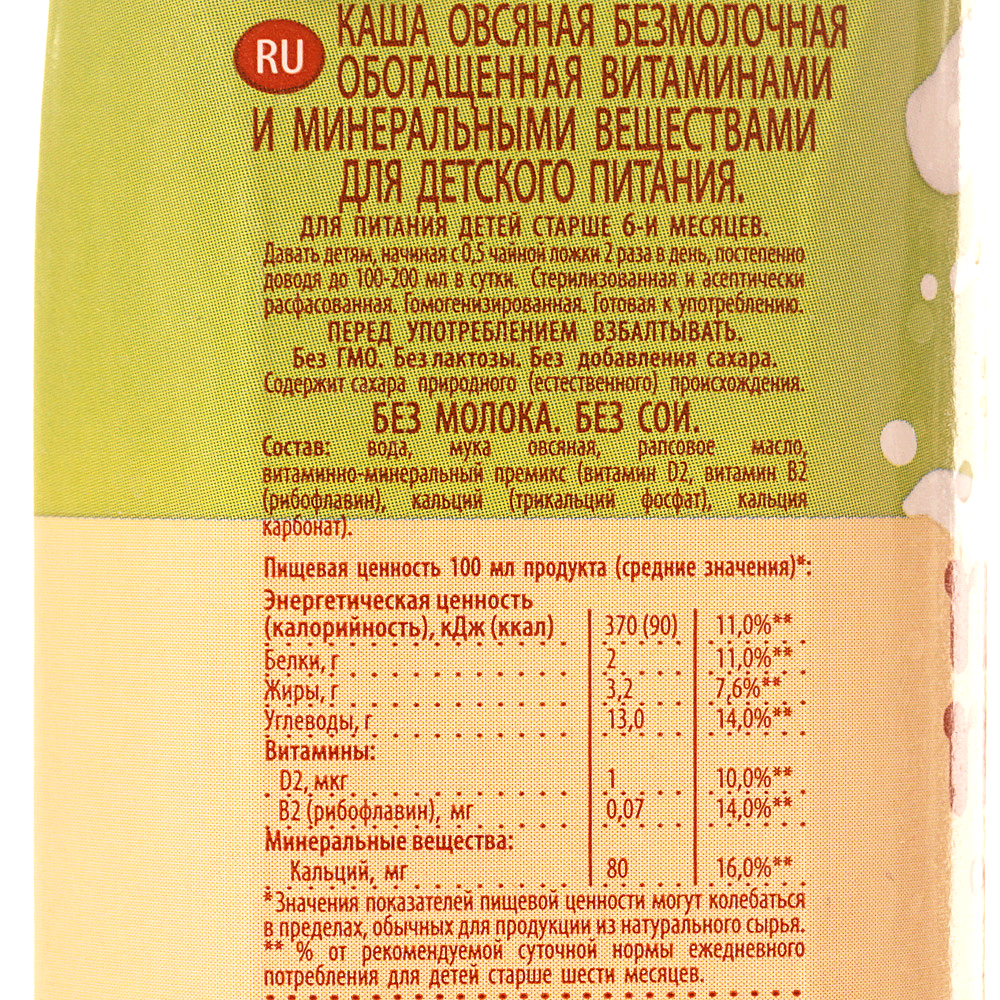 RU
КАША ОВСЯНАЯ БЕЗМОЛОЧНАЯ
ОБОГАЩЕННАЯ ВИТАМИНАМИ
И МИНЕРАЛЬНЫМИ ВЕЩЕСТВАМИ
ДЛЯ ДЕТСКОГО ПИТАНИЯ.
ДЛЯ ПИТАНИЯ ДЕТЕЙ СТАРШЕ 6-И МЕСЯЦЕВ.
Давать детям, начиная с 0,5 чайной ложки 2 раза в день, постепенно
доводя до 100-200 мл в сутки. Стерилизованная и асептически
расфасованная. Гомогенизированная. Готовая к употреблению.
ПЕРЕД УПОТРЕБЛЕНИЕМ ВЗБАЛТЫВАТЬ.
Без ГМО. Без лактозы. Без добавления сахара.
Содержит сахара природного (естественного) происхождения.
БЕЗ МОЛОКА. БЕЗ СОИ.
Состав: вода, мука овсяная, рапсовое масло,
витаминно-минеральный премикс (витамин D2, витамин В2
(рибофлавин), кальций (трикальций фосфат), кальция
карбонат).
Пищевая ценность 100 мл продукта (средние значения)*:
Энергетическая ценность
(калорийность), кДж (ккал) 370 (90) 11,0%**
Белки, г 2 11,0%**
Жиры, г 3,2 7,6%**
Углеводы, г 13,0 14,0%**
Витамины:
D2, мкг 1 10,0%**
В2 (рибофлавин), мг 0,07 14,0%**
Минеральные вещества:
Кальций, мг 80 16,0%**
*Значения показателей пищевой ценности могут колебаться
в пределах, обычных для продукции из натурального сырья.
** % от рекомендуемой суточной нормы ежедневного
потребления для детей старше шести месяцев.